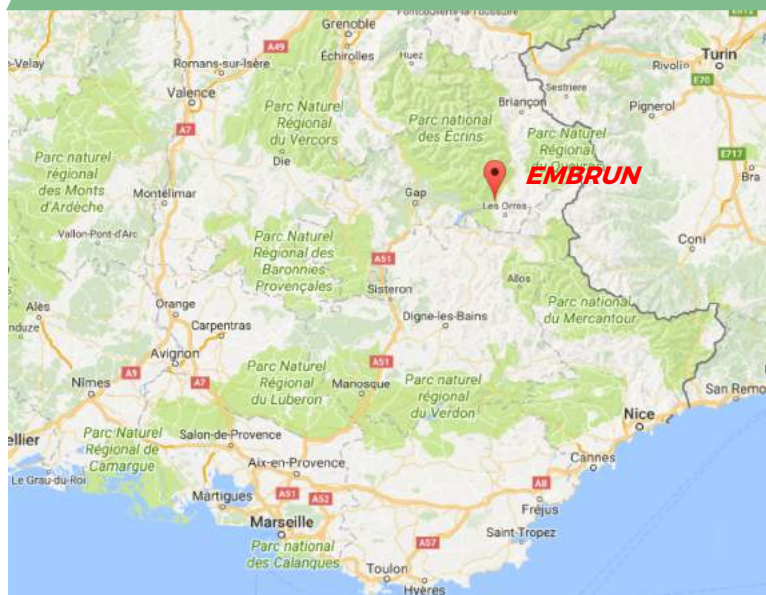 Grenoble
A49
Échirolles
Huez
Romans-sur-Isère
Valence
Turin
Rivoli
E70
Sestriere
Briançon
Pignerol
A7
Parc Naturel
Régional
du Vercors
Parc national
des Écrins
Die
Parc naturel
régional
des Monts
d'Ardèche
Parc Naturel
Régional
du Queyras
E717
EMBRUN
Bra
Montélimar
Gap
Les Orres
Vallon-Pont-d'Arc
Coni
Parc Naturel
Régional des
Baronnies
Provençales
A51
Allos
Sisteron
Parc national
du Mercantour
Alès
Orange
Digne-les-Bains
Carpentras
Avignon
A51
A9
Nîmes
A7
Parc Naturel
Régional
du Luberon
Manosque
Parc naturel
régional
du Verdon
San Remo
Nice
ellier
Parc Naturel
Régional de
Camargue
Salon-de-Provence
Cannes
Aix-en-Provence
Le Grau-du-Roi
A8
Martigues
A51
A52
Fréjus
Marseille
Saint-Tropez
A57
Parc national
des Calanques
Toulon
Hyères